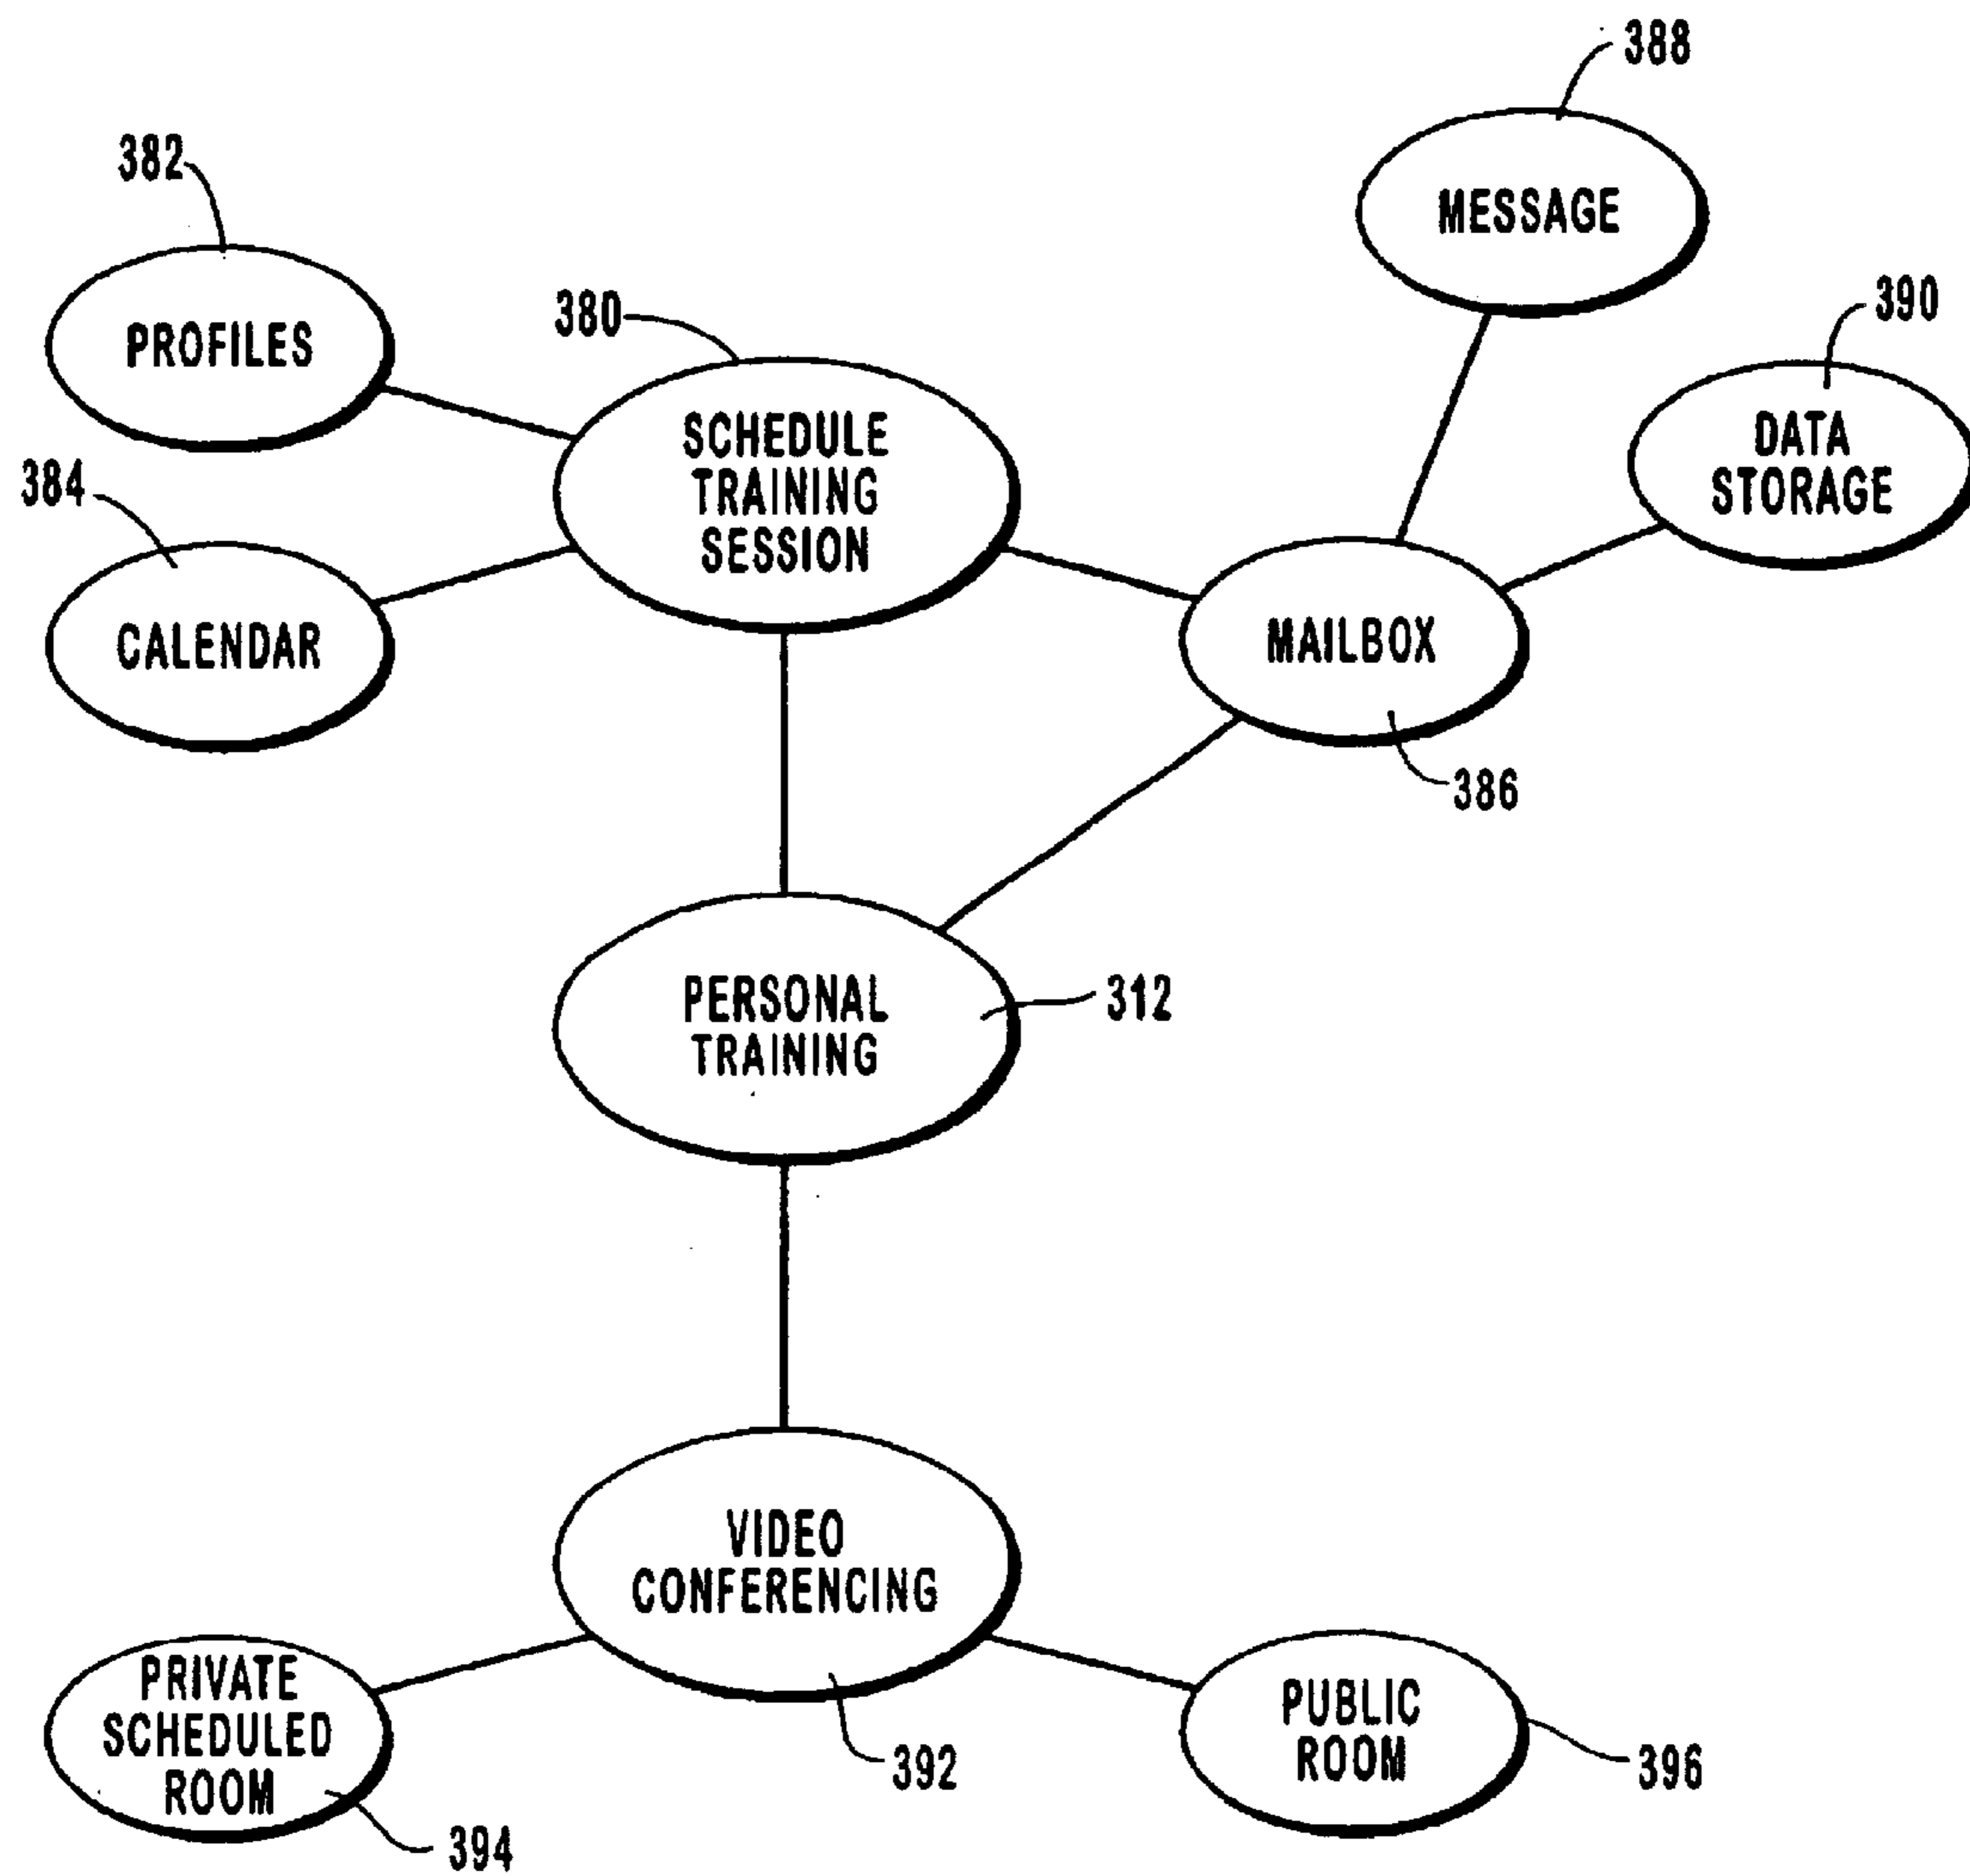 388
382
MESSAGE
390
380
PROFILES
SCHEDULE
TRAINING
SESSION
DATA
STORAGE
384
CALENDAR
MAILBOX
386
PERSONAL
TRAINING
312
VIDEO
CONFERENCING
PRIVATE
SCHEDULED
ROOM
PUBLIC
ROOM
392
396
394